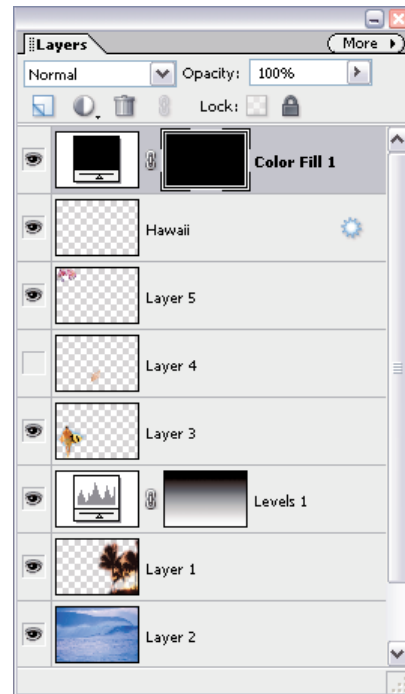 Layers
More
Normal
Opacity: 100%
Lock:
Color Fill 1
Hawaii
Layer 5
Layer 4
Layer 3
Levels 1
Layer 1
Layer 2